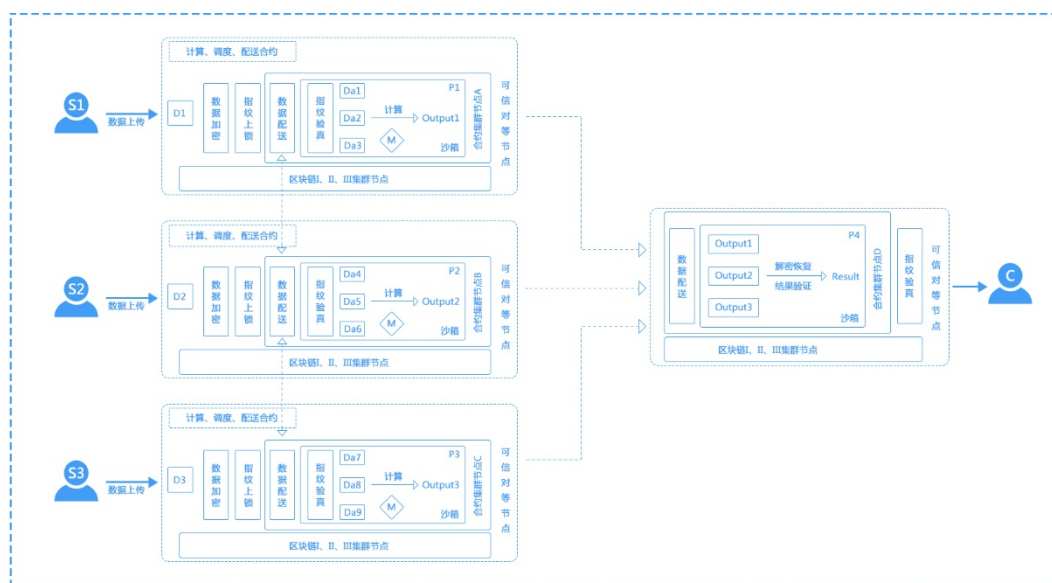 计算、调度、配送合约
S1
数据上传
D1
数据加密
指纹上锁
数据配送
指纹验真
Da1
Da2
Da3
计算
M
P1
Output1
沙箱
合约集群节点A
可信对等节点
区块链I、II、III集群节点
计算、调度、配送合约
S2
数据上传
D2
数据加密
指纹上锁
数据配送
指纹验真
Da4
Da5
Da6
计算
M
P2
Output2
沙箱
合约集群节点B
可信对等节点
区块链I、II、III集群节点
计算、调度、配送合约
S3
数据上传
D3
数据加密
指纹上锁
数据配送
指纹验真
Da7
Da8
Da9
计算
M
P3
Output3
沙箱
合约集群节点C
可信对等节点
区块链I、II、III集群节点
数据配送
Output1
Output2
Output3
解密恢复
结果验证
P4
Result
沙箱
合约集群节点D
指纹验真
可信对等节点
区块链I、II、III集群节点
C